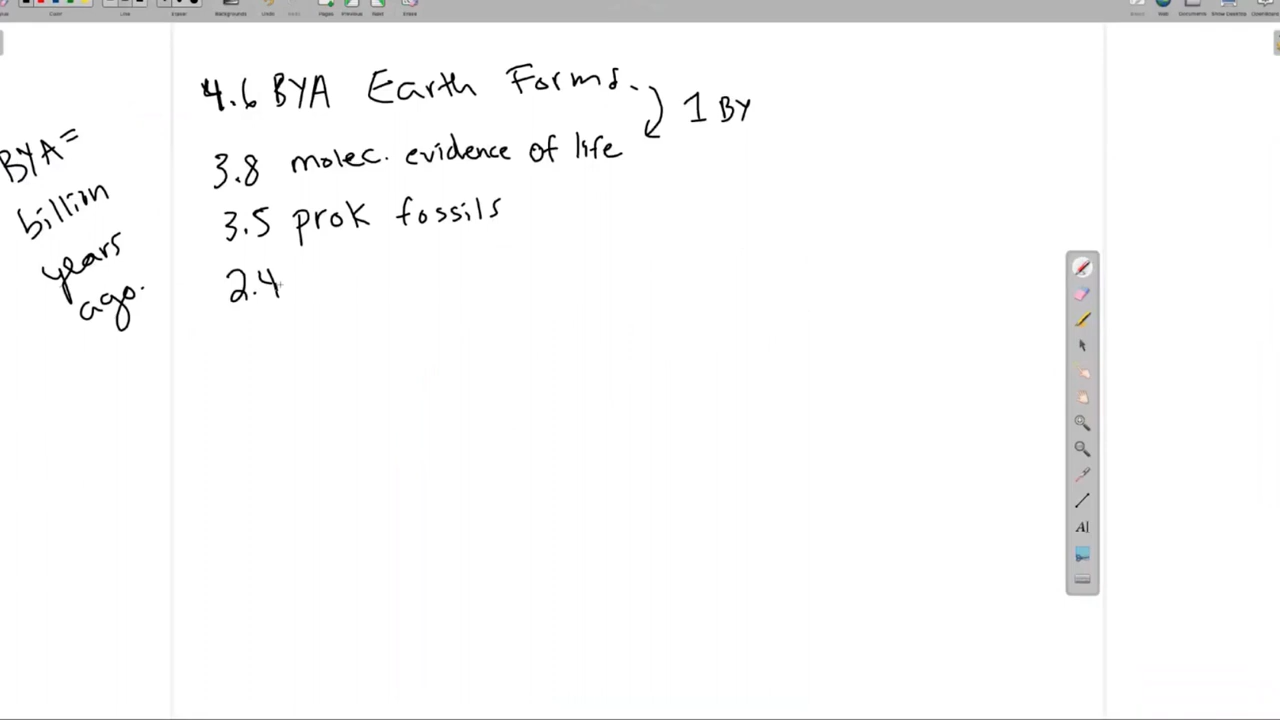 BYA =
billion
years
ago.
4.6 BYA Earth Forms.
1 BY
3.8 molec. evidence of life
3.5 prok fossils
2.4
AI